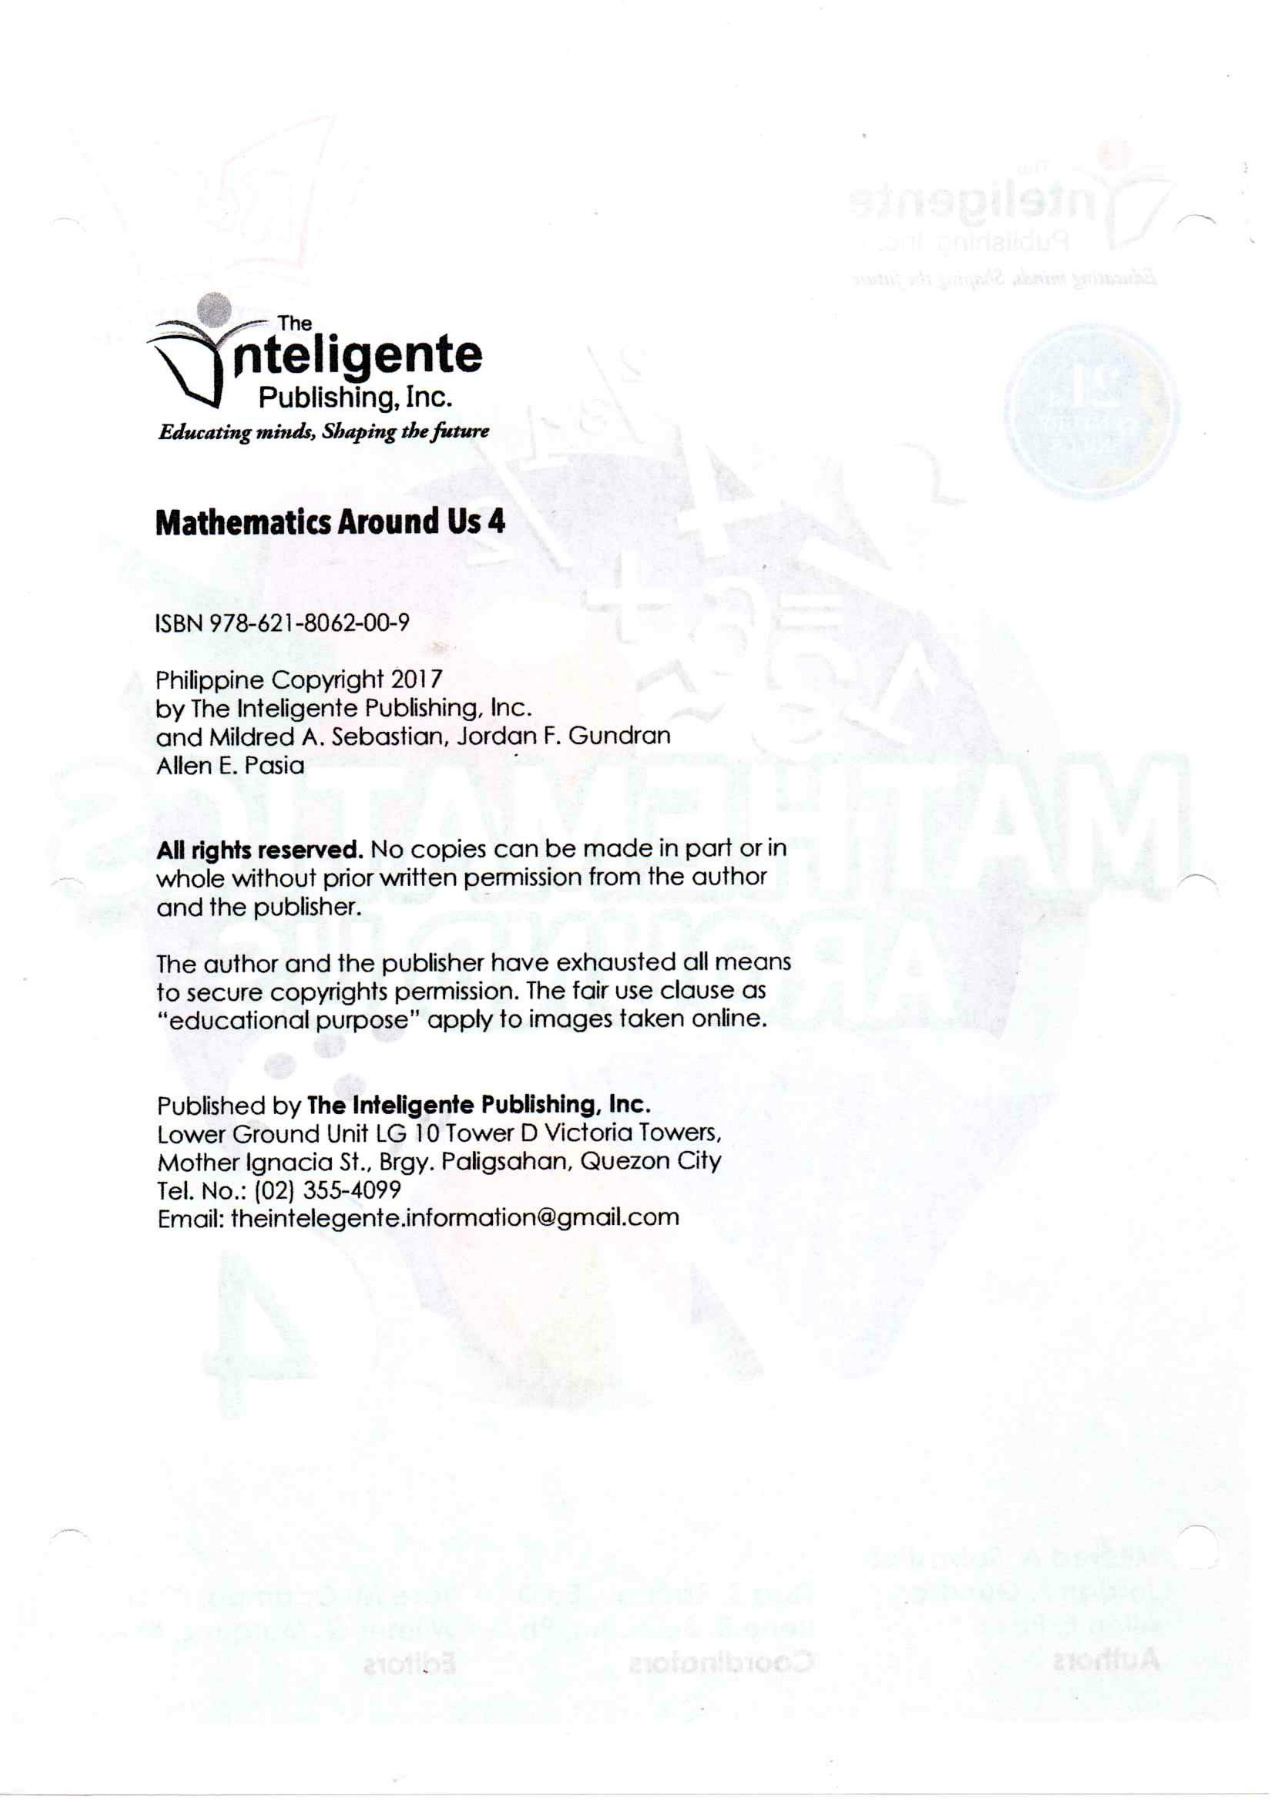 The
Inteligente
Publishing, Inc.
Educating minds, Shaping the future
Mathematics Around Us 4
ISBN 978-621-8062-00-9
Philippine Copyright 2017
by The Inteligente Publishing, Inc.
and Mildred A. Sebastian, Jordan F. Gundran
Allen E. Pasia
All rights reserved. No copies can be made in part or in
whole without prior written permission from the author
and the publisher.
The author and the publisher have exhausted all means
to secure copyrights permission. The fair use clause as
“educational purpose” apply to images taken online.
Published by The Inteligente Publishing, Inc.
Lower Ground Unit LG 10 Tower D Victoria Towers,
Mother Ignacia St., Brgy. Paligsahan, Quezon City
Tel. No.: (02) 355-4099
Email: theintelegente.information@gmail.com